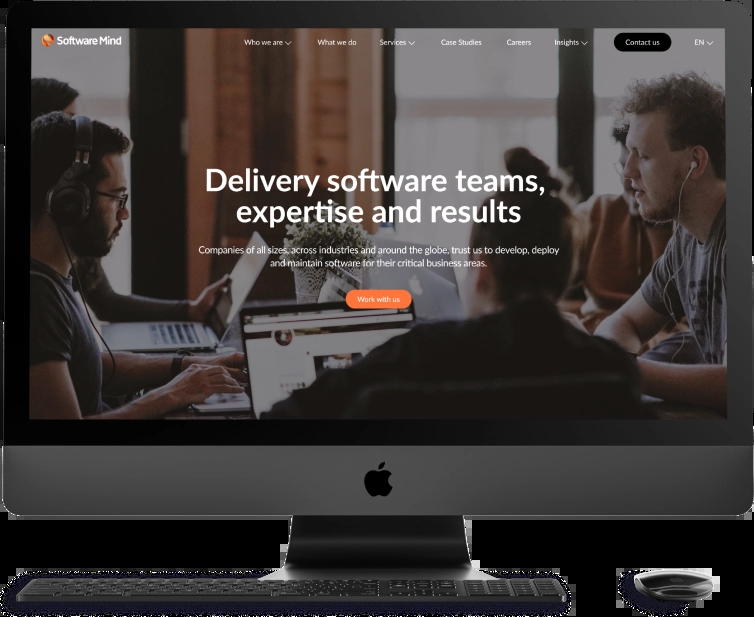 Software Mind
Who we are
What we do
Services
Case Studies
Careers
Insights
Contact us
EN
Delivery software teams,
expertise and results
Companies of all sizes, across industries and around the globe, trust us to develop, deploy
and maintain software for their critical business areas.
Work with us